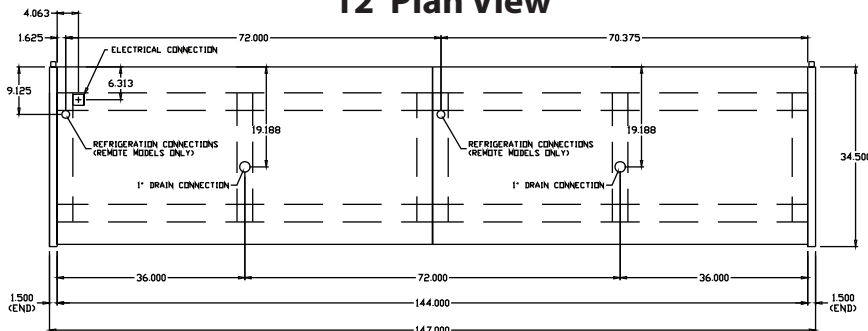 12' Plan View
4.063
1.625
72.000
70.375
ELECTRICAL CONNECTION
9.125
6.313
19.188
19.188
REFRIGERATION CONNECTIONS
(REMOTE MODELS ONLY)
REFRIGERATION CONNECTIONS
(REMOTE MODELS ONLY)
34.500
1" DRAIN CONNECTION
1" DRAIN CONNECTION
36.000
72.000
36.000
1.500
(END)
144.000
1.500
(END)
147.000